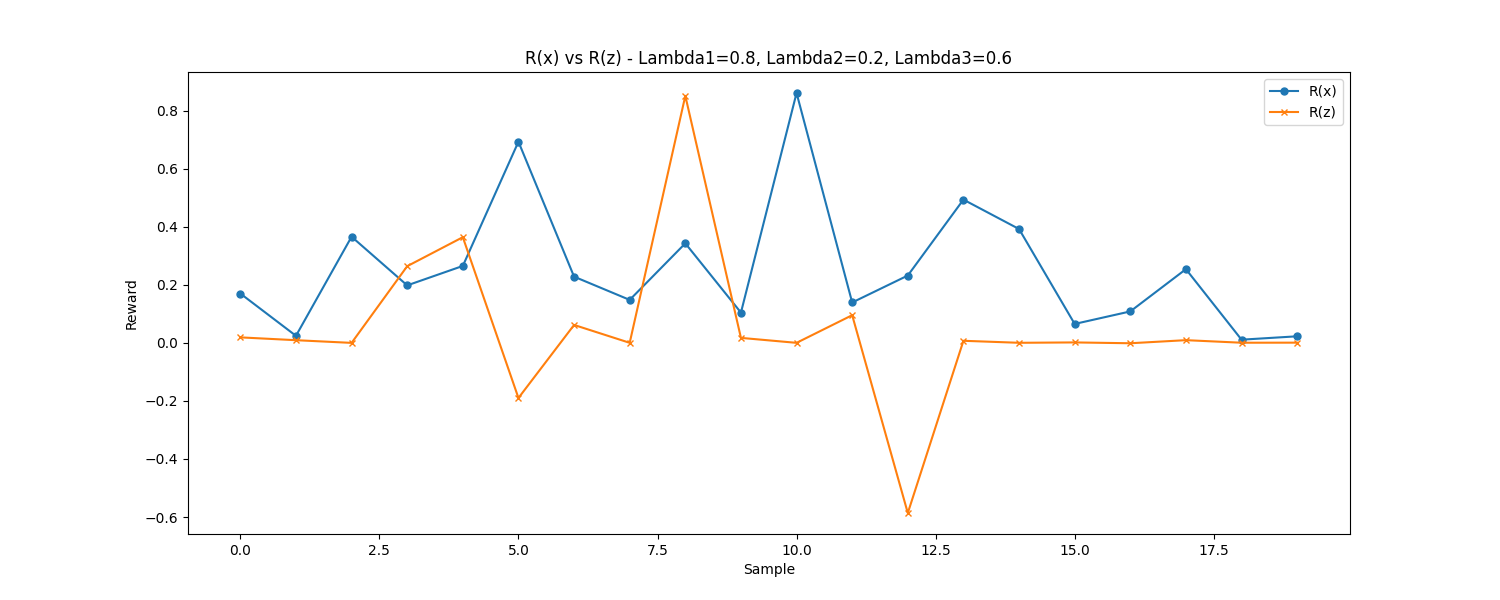 R(x) vs R(z) - Lambda1=0.8, Lambda2=0.2, Lambda3=0.6
R(x)
R(z)
0.8
0.6
0.4
0.2
0.0
−0.2
−0.4
−0.6
Reward
0.0 2.5 5.0 7.5 10.0 12.5 15.0 17.5
Sample